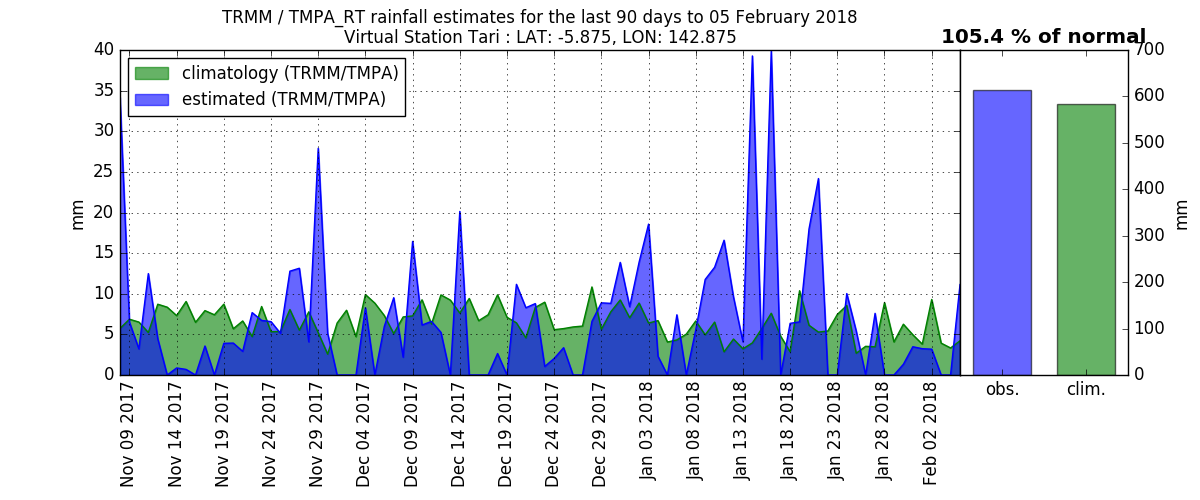 TRMM / TMPA_RT rainfall estimates for the last 90 days to 05 February 2018
Virtual Station Tari : LAT: -5.875, LON: 142.875
105.4 % of normal
climatology (TRMM/TMPA)
estimated (TRMM/TMPA)
mm
40
35
30
25
20
15
10
5
0
Nov 09 2017
Nov 14 2017
Nov 19 2017
Nov 24 2017
Nov 29 2017
Dec 04 2017
Dec 09 2017
Dec 14 2017
Dec 19 2017
Dec 24 2017
Dec 29 2017
Jan 03 2018
Jan 08 2018
Jan 13 2018
Jan 18 2018
Jan 23 2018
Jan 28 2018
Feb 02 2018
obs.
clim.
700
600
500
400
300
200
100
0
mm